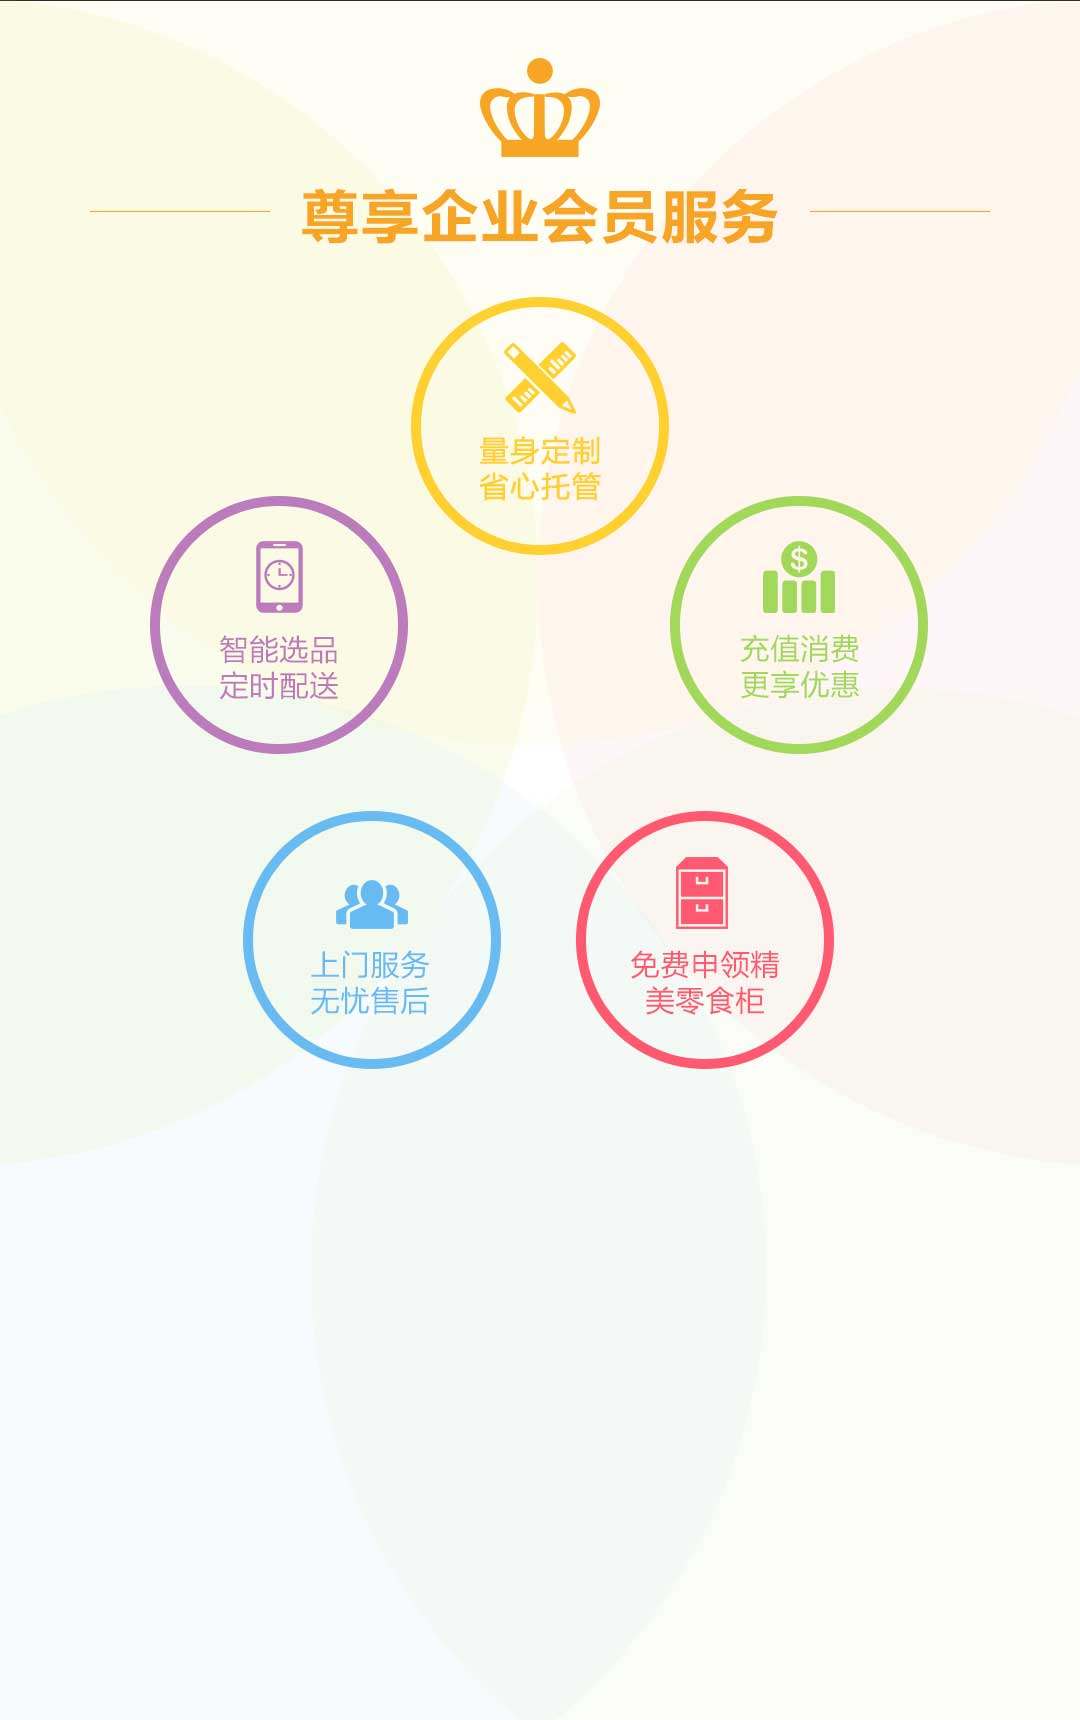 尊享企业会员服务
量身定制
省心托管
智能选品
定时配送
$
充值消费
更享优惠
上门服务
无忧售后
免费申领精
美零食柜